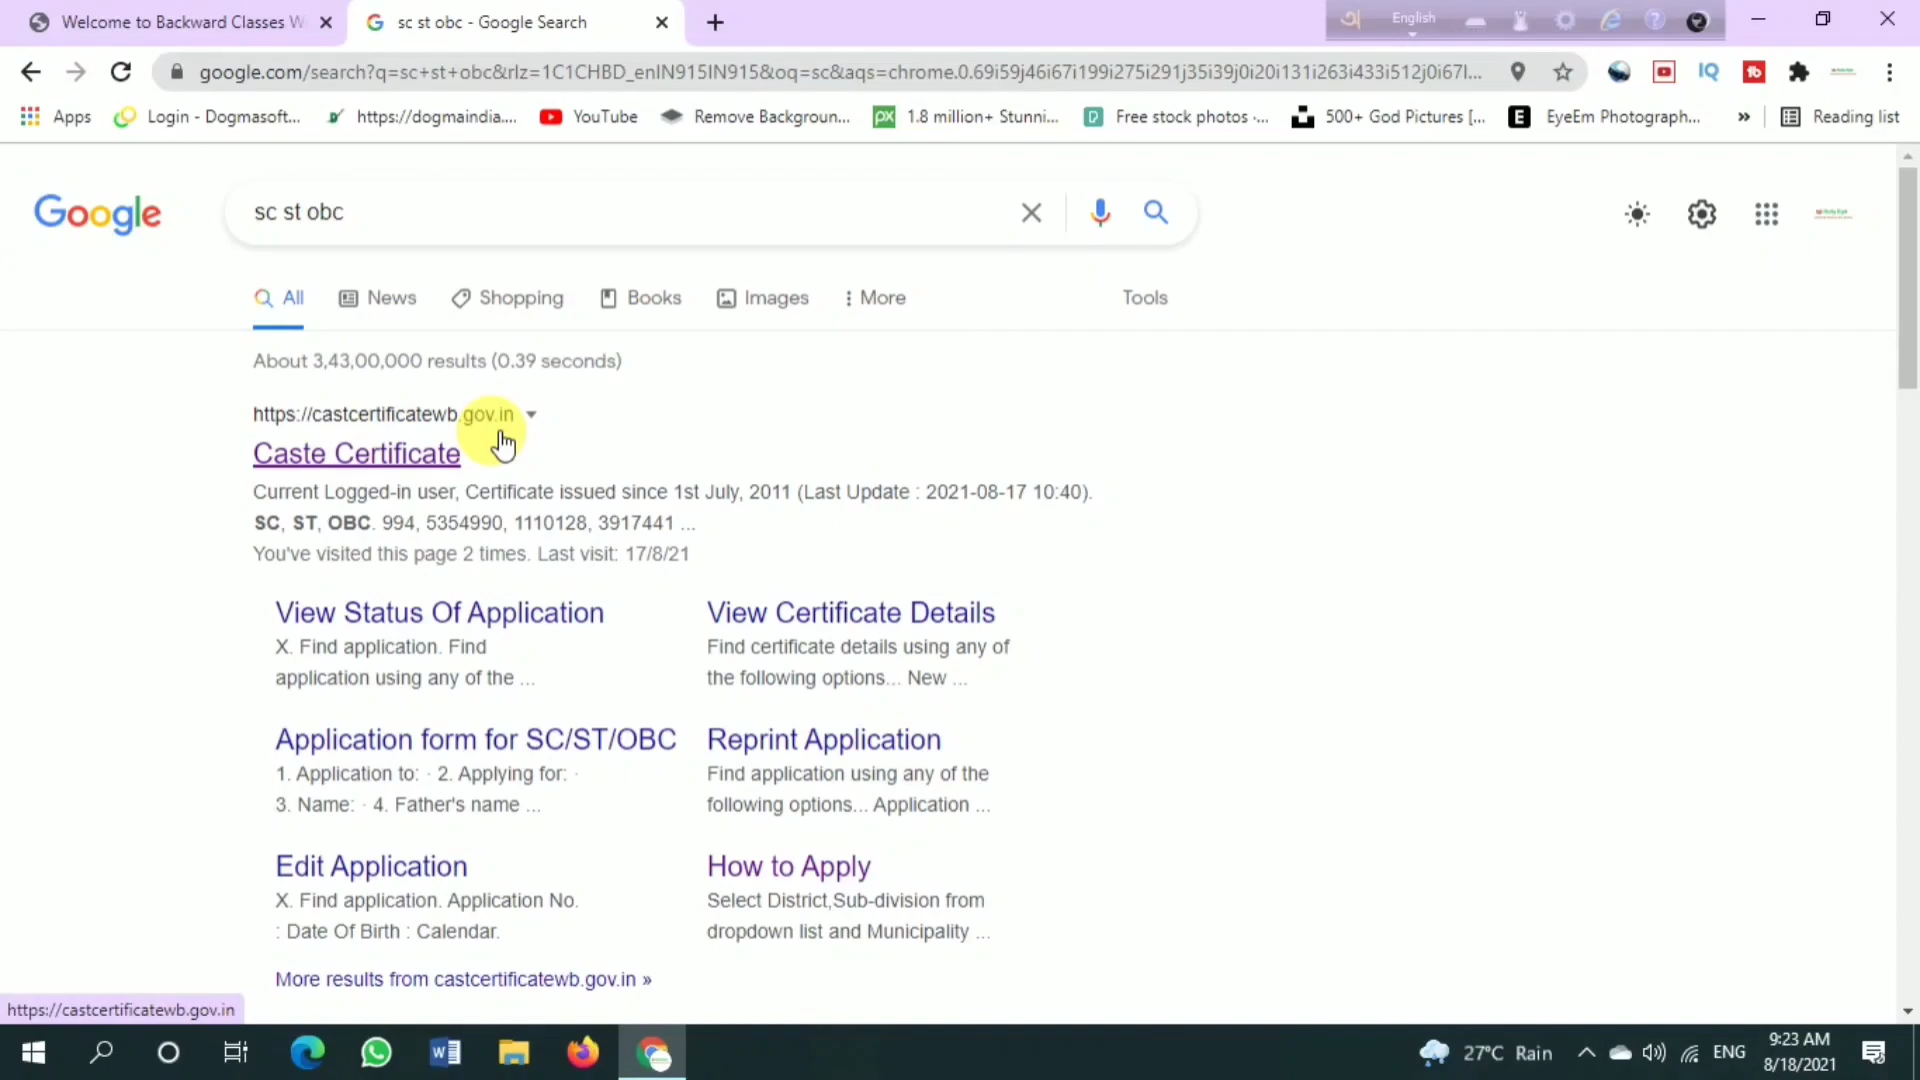 Welcome to Backward Classes W
sc st obc - Google Search
English
google.com/search?q=sc+st+obc&rlz=1C1CHBD_enIN915IN915&oq=sc&aqs=chrome.0.69i59j46i67i199i275i291j35i39j0i20i131i263i433i512j0i67l...
Apps
Login - Dogmasoft...
https://dogmaindia....
YouTube
Remove Backgroun...
1.8 million+ Stunni...
Free stock photos ·...
500+ God Pictures [...
EyeEm Photograph...
»
Reading list
Google
sc st obc
All
News
Shopping
Books
Images
More
Tools
About 3,43,00,000 results (0.39 seconds)
https://castcertificatewb.gov.in
Caste Certificate
Current Logged-in user, Certificate issued since 1st July, 2011 (Last Update : 2021-08-17 10:40).
SC, ST, OBC. 994, 5354990, 1110128, 3917441 ...
You've visited this page 2 times. Last visit: 17/8/21
View Status Of Application
X. Find application. Find
application using any of the ...
View Certificate Details
Find certificate details using any of
the following options... New ...
Application form for SC/ST/OBC
1. Application to: · 2. Applying for: ·
3. Name: · 4. Father's name ...
Reprint Application
Find application using any of the
following options... Application ...
Edit Application
X. Find application. Application No.
: Date Of Birth : Calendar.
How to Apply
Select District,Sub-division from
dropdown list and Municipality ...
More results from castcertificatewb.gov.in »
https://castcertificatewb.gov.in
27°C Rain
ENG
9:23 AM
8/18/2021